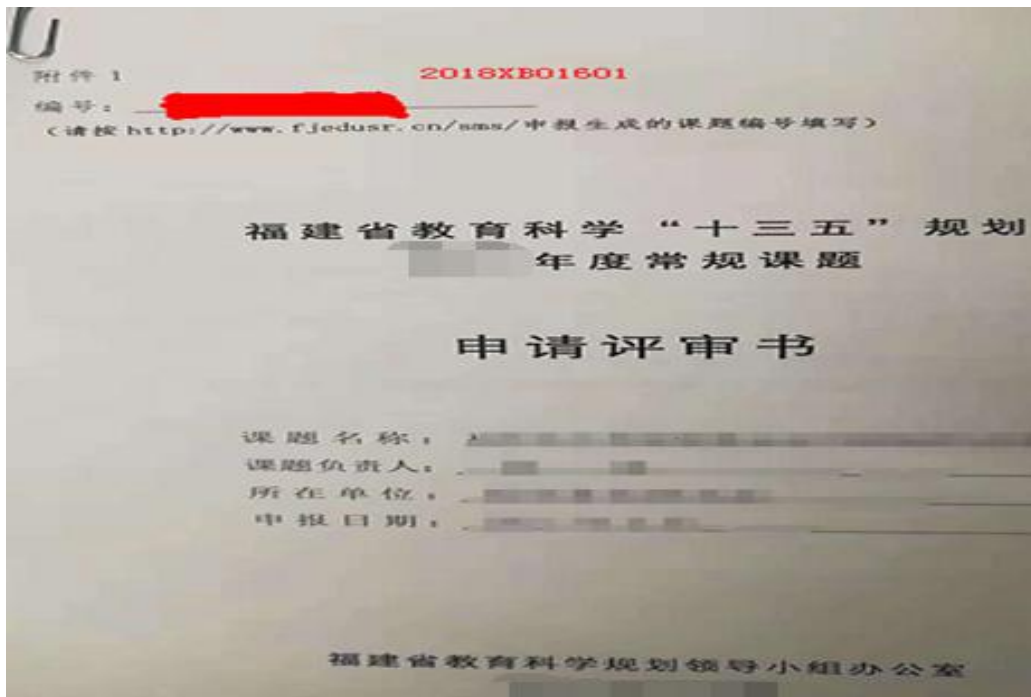 附件1
2018XB01601
编号：
（请按http://www.fjedusr.cn/sms/申报生成的课题编号填写）
福建省教育科学“十三五”规划
年度常规课题
申请评审书
课题名称：
课题负责人：
所在单位：
申报日期：
福建省教育科学规划领导小组办公室